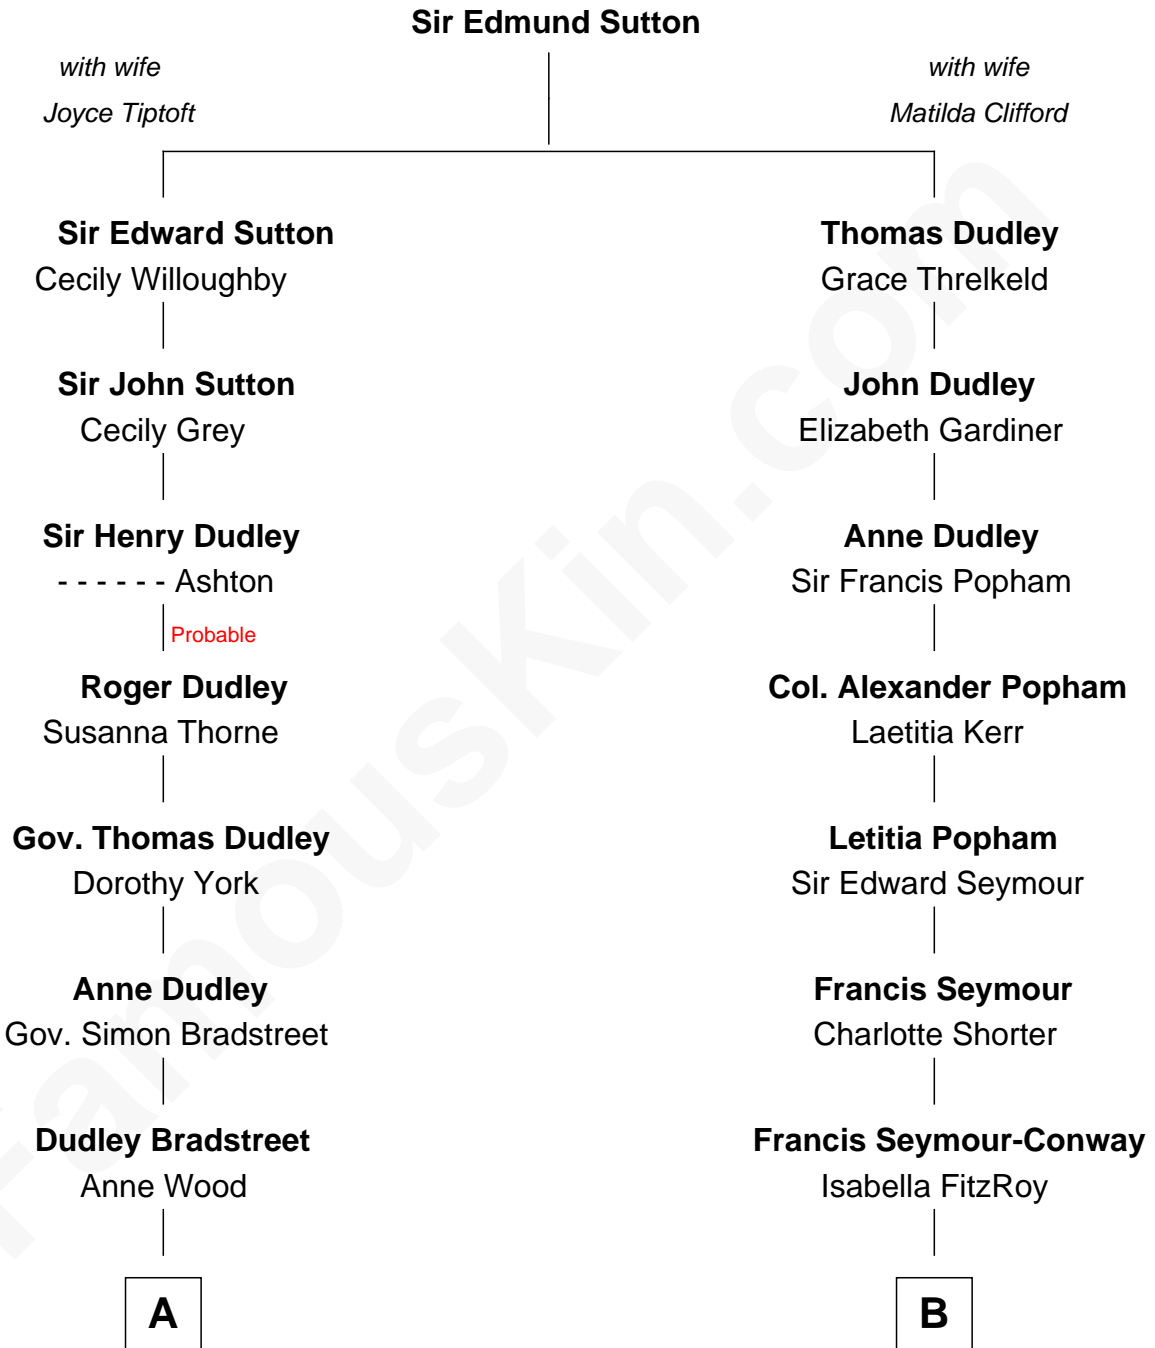 Sir Edmund Sutton
with wife
Joyce Tiptoft
with wife
Matilda Clifford
Sir Edward Sutton
Cecily Willoughby
Thomas Dudley
Grace Threlkeld
Sir John Sutton
Cecily Grey
John Dudley
Elizabeth Gardiner
Sir Henry Dudley
- - - - - - Ashton
Anne Dudley
Sir Francis Popham
Probable
Roger Dudley
Susanna Thorne
Col. Alexander Popham
Laetitia Kerr
Gov. Thomas Dudley
Dorothy York
Letitia Popham
Sir Edward Seymour
Anne Dudley
Gov. Simon Bradstreet
Francis Seymour
Charlotte Shorter
Dudley Bradstreet
Anne Wood
Francis Seymour-Conway
Isabella FitzRoy
A
B
FamousKin.com